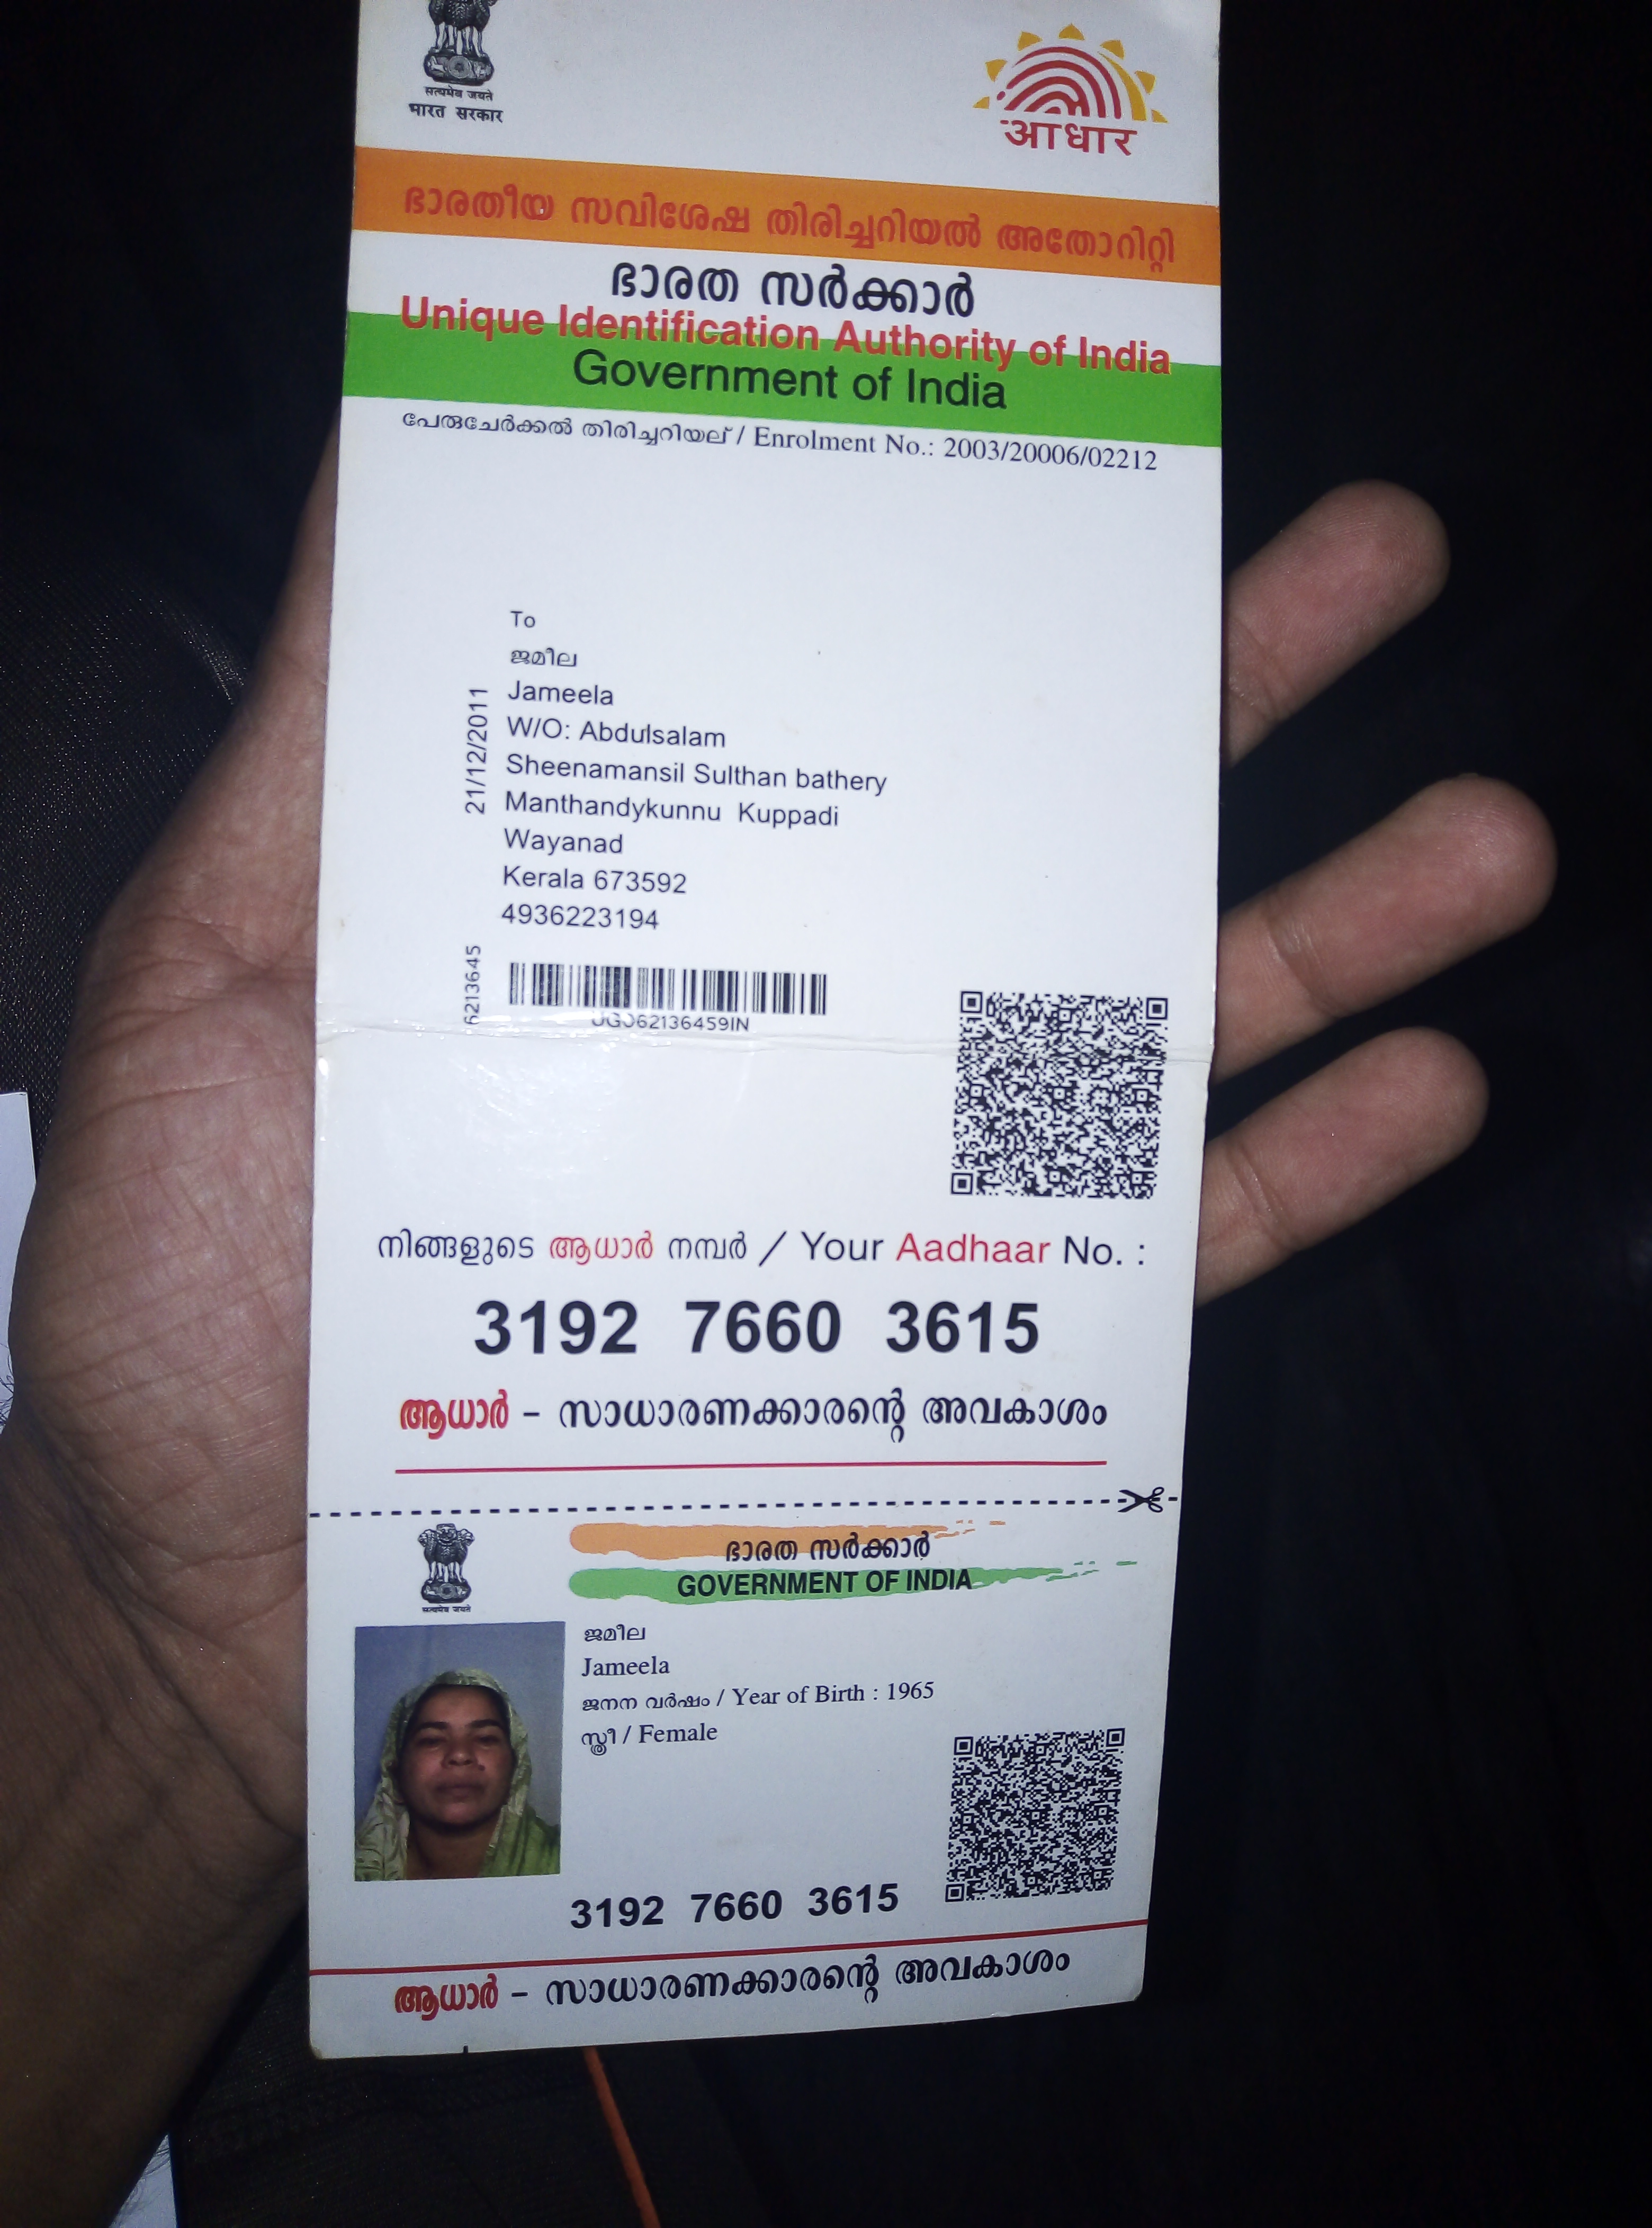 सत्यमेव जयते
भारत सरकार
आधार
ഭാരതീയ സവിശേഷ തിരിച്ചറിയൽ അതോറിറ്റി
ഭാരത സർക്കാർ
Unique Identification Authority of India
Government of India
പേരുചേർക്കൽ തിരിച്ചറിയല് / Enrolment No.: 2003/20006/02212
To
ജമീല
Jameela
W/O: Abdulsalam
Sheenamansil Sulthan bathery
Manthandykunnu Kuppadi
Wayanad
Kerala 673592
4936223194
21/12/2011
6213645
UG062136459IN
നിങ്ങളുടെ ആധാർ നമ്പർ / Your Aadhaar No. :
3192 7660 3615
ആധാർ – സാധാരണക്കാരന്റെ അവകാശം
सत्यमेव जयते
ഭാരത സർക്കാർ
GOVERNMENT OF INDIA
ജമീല
Jameela
ജനന വർഷം / Year of Birth : 1965
സ്ത്രീ / Female
3192 7660 3615
ആധാർ – സാധാരണക്കാരന്റെ അവകാശം